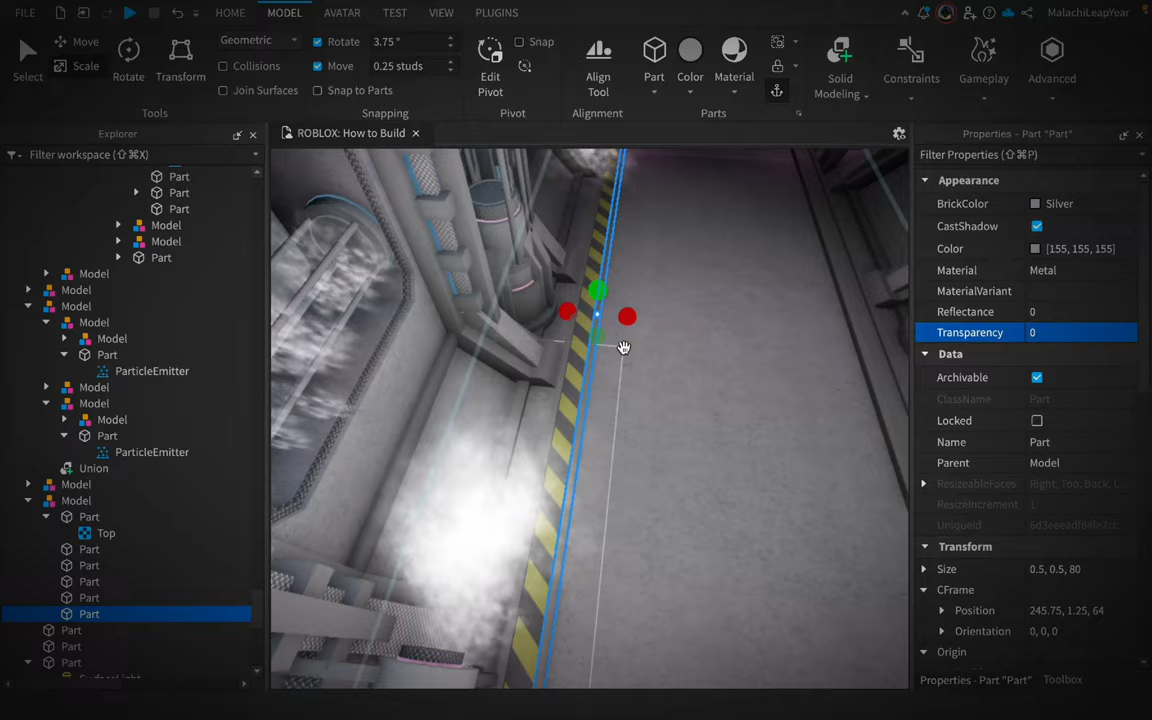 FILE HOME MODEL AVATAR TEST VIEW PLUGINS MalachiLeapYear
Select Move Scale Rotate Transform
Tools
Geometric
Collisions
Join Surfaces
Rotate 3.75 °
Move 0.25 studs
Snap to Parts
Snapping
Edit Pivot
Snap
Pivot
Align Tool
Alignment
Part Color Material
Parts
Solid Modeling
Constraints
Gameplay
Advanced
Explorer
Filter workspace (⇧⌘X)
Part
Part
Part
Model
Model
Part
Model
Model
Model
Model
Model
Part
ParticleEmitter
Model
Model
Model
Part
ParticleEmitter
Union
Model
Model
Part
Top
Part
Part
Part
Part
Part
Part
Part
Part
ROBLOX: How to Build
Properties - Part "Part"
Filter Properties (⇧⌘P)
Appearance
BrickColor Silver
CastShadow
Color [155, 155, 155]
Material Metal
MaterialVariant
Reflectance 0
Transparency 0
Data
Archivable
ClassName Part
Locked
Name Part
Parent Model
ResizeableFaces Right, Top, Back, L...
ResizeIncrement 1
UniqueId
Transform
Size 0.5, 0.5, 80
CFrame
Position 245.75, 1.25, 64
Orientation 0, 0, 0
Origin
Properties - Part "Part" Toolbox